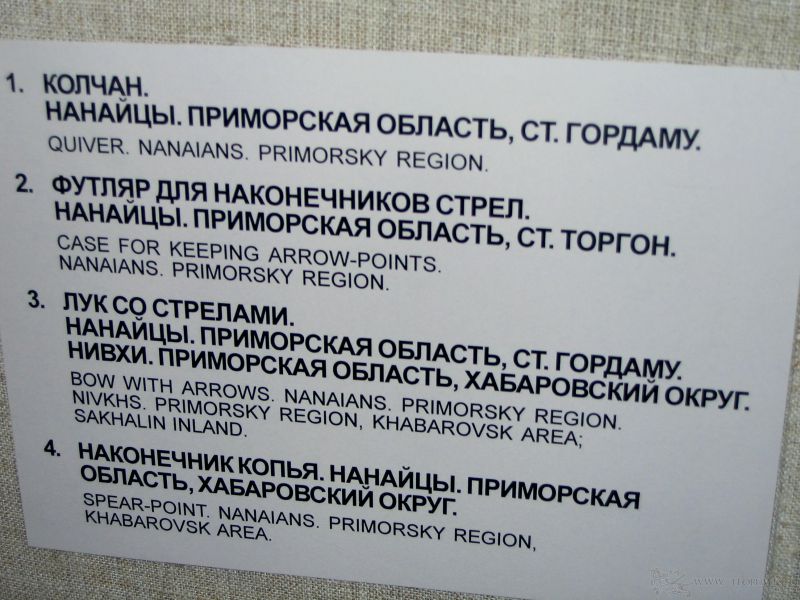 1. КОЛЧАН.
НАНАЙЦЫ. ПРИМОРСКАЯ ОБЛАСТЬ, СТ. ГОРДАМУ.
QUIVER. NANAIANS. PRIMORSKY REGION.
2. ФУТЛЯР ДЛЯ НАКОНЕЧНИКОВ СТРЕЛ.
НАНАЙЦЫ. ПРИМОРСКАЯ ОБЛАСТЬ, СТ. ТОРГОН.
CASE FOR KEEPING ARROW-POINTS.
NANAIANS. PRIMORSKY REGION.
3. ЛУК СО СТРЕЛАМИ.
НАНАЙЦЫ. ПРИМОРСКАЯ ОБЛАСТЬ, СТ. ГОРДАМУ.
НИВХИ. ПРИМОРСКАЯ ОБЛАСТЬ, ХАБАРОВСКИЙ ОКРУГ.
BOW WITH ARROWS. NANAIANS. PRIMORSKY REGION.
NIVKHS. PRIMORSKY REGION, KHABAROVSK AREA;
SAKHALIN INLAND.
4. НАКОНЕЧНИК КОПЬЯ. НАНАЙЦЫ. ПРИМОРСКАЯ
ОБЛАСТЬ, ХАБАРОВСКИЙ ОКРУГ.
SPEAR-POINT. NANAIANS. PRIMORSKY REGION,
KHABAROVSK AREA.